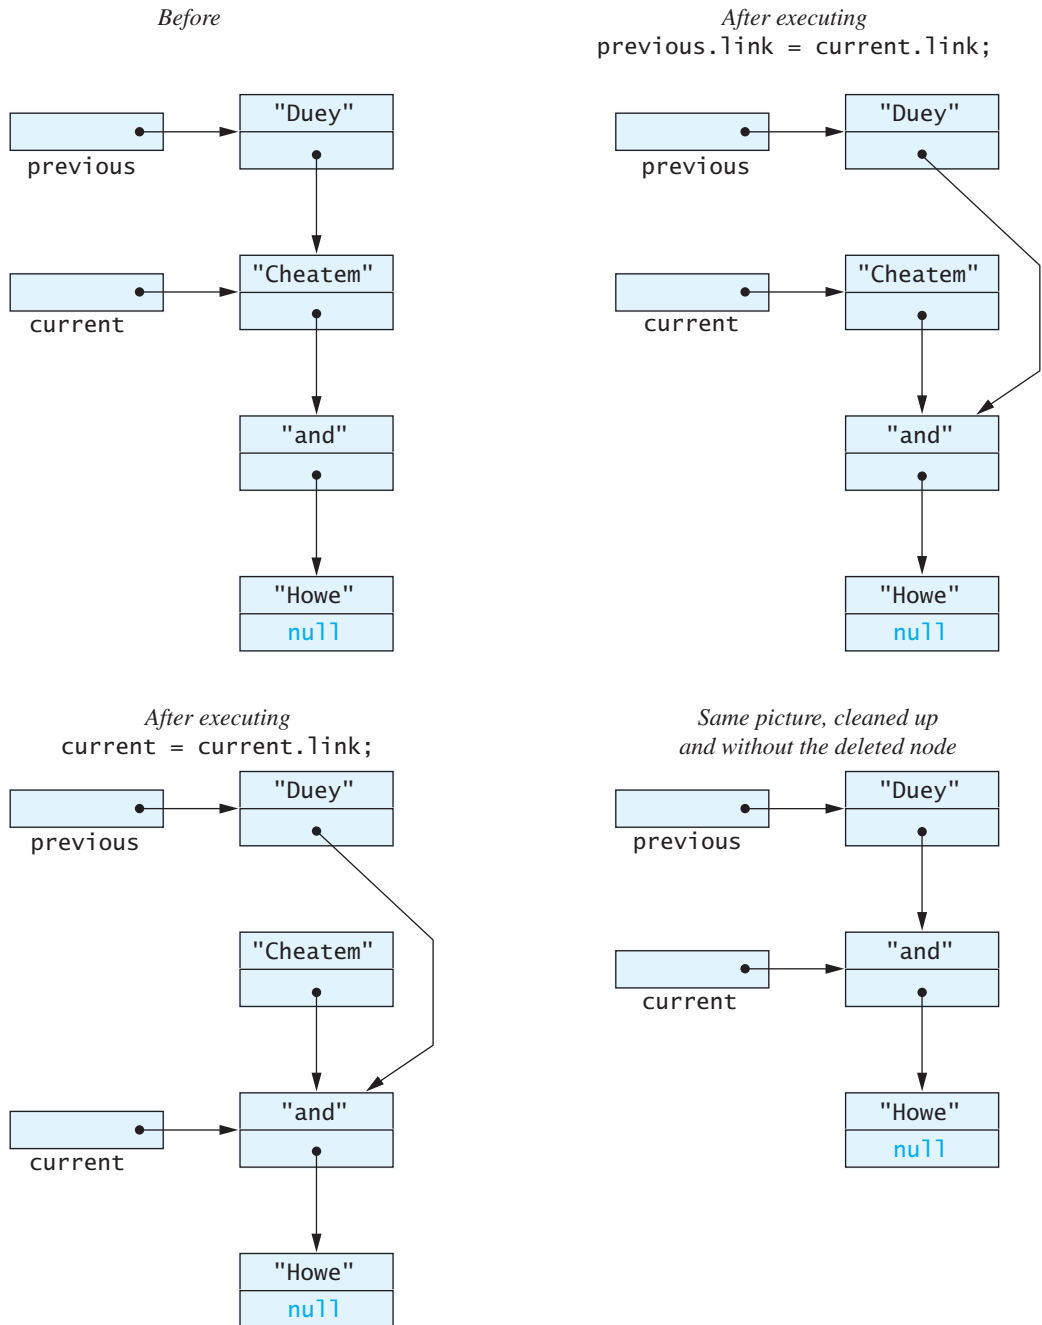 Before
"Duey"
previous
"Cheatem"
current
"and"
"Howe"
null
After executing
previous.link = current.link;
"Duey"
previous
"Cheatem"
current
"and"
"Howe"
null
After executing
current = current.link;
"Duey"
previous
"Cheatem"
"and"
current
"Howe"
null
Same picture, cleaned up
and without the deleted node
"Duey"
previous
"and"
current
"Howe"
null